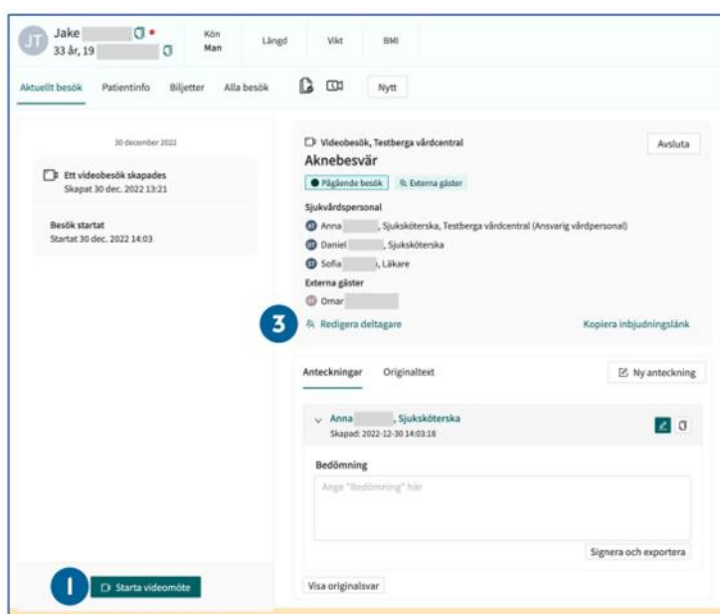 JT
Jake
33 år, 19
Kön
Man
Längd
Vikt
BMI
Aktuellt besök
Patientinfo
Biljetter
Alla besök
Nytt
30 december 2022
Ett videobesök skapades
Skapat 30 dec. 2022 13:21
Besök startat
Startat 30 dec. 2022 14:03
1
Starta videomöte
Videobesök, Testberga vårdcentral
Avsluta
Aknebesvär
Pågående besök
Externa gäster
Sjukvårdspersonal
Anna , Sjuksköterska, Testberga vårdcentral (Ansvarig vårdpersonal)
Daniel , Sjuksköterska
Sofia , Läkare
Externa gäster
Omar
3
Redigera deltagare
Kopiera inbjudningslänk
Anteckningar
Originaltext
Ny anteckning
Anna , Sjuksköterska
Skapad: 2022-12-30 14:03:18
Bedömning
Ange "Bedömning" här
Signera och exportera
Visa originalsvar